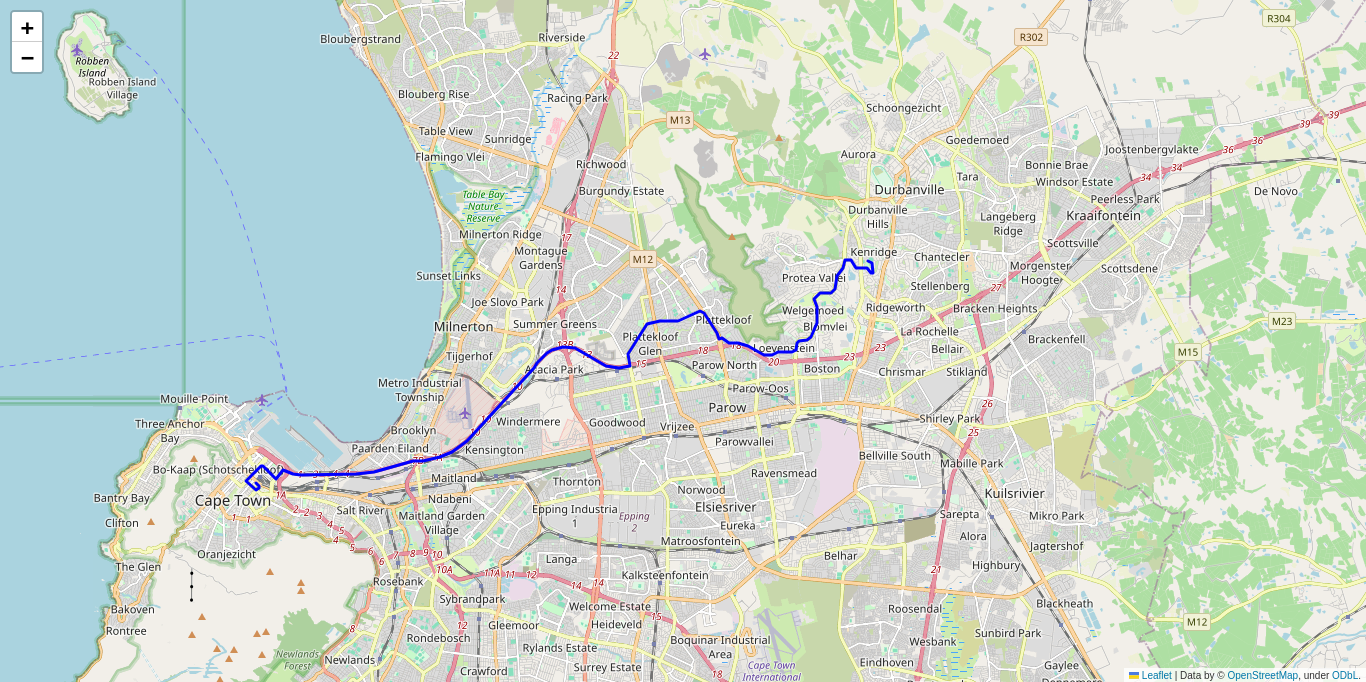 +
−
Robben
Island
Robben Island
Village
Bloubergstrand
Riverside
22
R304
R302
Blouberg Rise
Racing Park
Table View
Sunridge
Flamingo Vlei
M13
Schoongezicht
Goedemoed
Aurora
Joostenbergvlakte
36
39
39
Richwood
Burgundy Estate
Bonnie Brae
Windsor Estate
34
34
Tara
Durbanville
Peerless Park
De Novo
Table Bay
Nature
Reserve
Durbanville
Hills
Langeberg
Ridge
Kraaifontein
Milnerton Ridge
17
Montague
Gardens
M12
Kenridge
Chantecler
Scottsville
Sunset Links
Protea Vallei
Morgenster
Hoogte
Scottsdene
14
Joe Slovo Park
Stellenberg
27
Milnerton
Summer Greens
Plattekloof
Welgemoed
Blomvlei
Ridgeworth
Bracken Heights
M23
Plattekloof
Glen
La Rochelle
Brackenfell
Tijgerhof
13B
Loevenstein
23
Bellair
M15
18
15
20
23
Acacia Park
Parow North
Boston
Chrismar
Stikland
Metro Industrial
Township
Parow-Oos
26
Mouille Point
Three Anchor
Bay
Brooklyn
10
Windermere
Goodwood
Vrijzee
Parow
Shirley Park
25
Paarden Eiland
Kensington
Parowvallei
Bellville South
Mabille Park
Bo-Kaap (Schotschekloof)
Maitland
Thornton
Ravensmead
Bantry Bay
Cape Town
1A
Ndabeni
Norwood
Kuilsrivier
Clifton
Salt River
Maitland Garden
Village
Epping Industria
1
Epping
2
Elsiesriver
Eureka
Sarepta
Mikro Park
Oranjezicht
Matroosfontein
Alora
Jagtershof
The Glen
10A
Langa
Belhar
Highbury
Rosebank
11A
11
12
14
14
Kalksteenfontein
21
Bakoven
Sybrandpark
Welcome Estate
Roosendal
Blackheath
M12
Rontree
12
Gleemoor
Heideveld
Rondebosch
Boquinar Industrial
Area
Wesbank
Sunbird Park
Rylands Estate
Newlands
Forest
Newlands
Crawford
Surrey Estate
18
Cape Town
International
Eindhoven
Gaylee
Leaflet | Data by © OpenStreetMap, under ODbL.